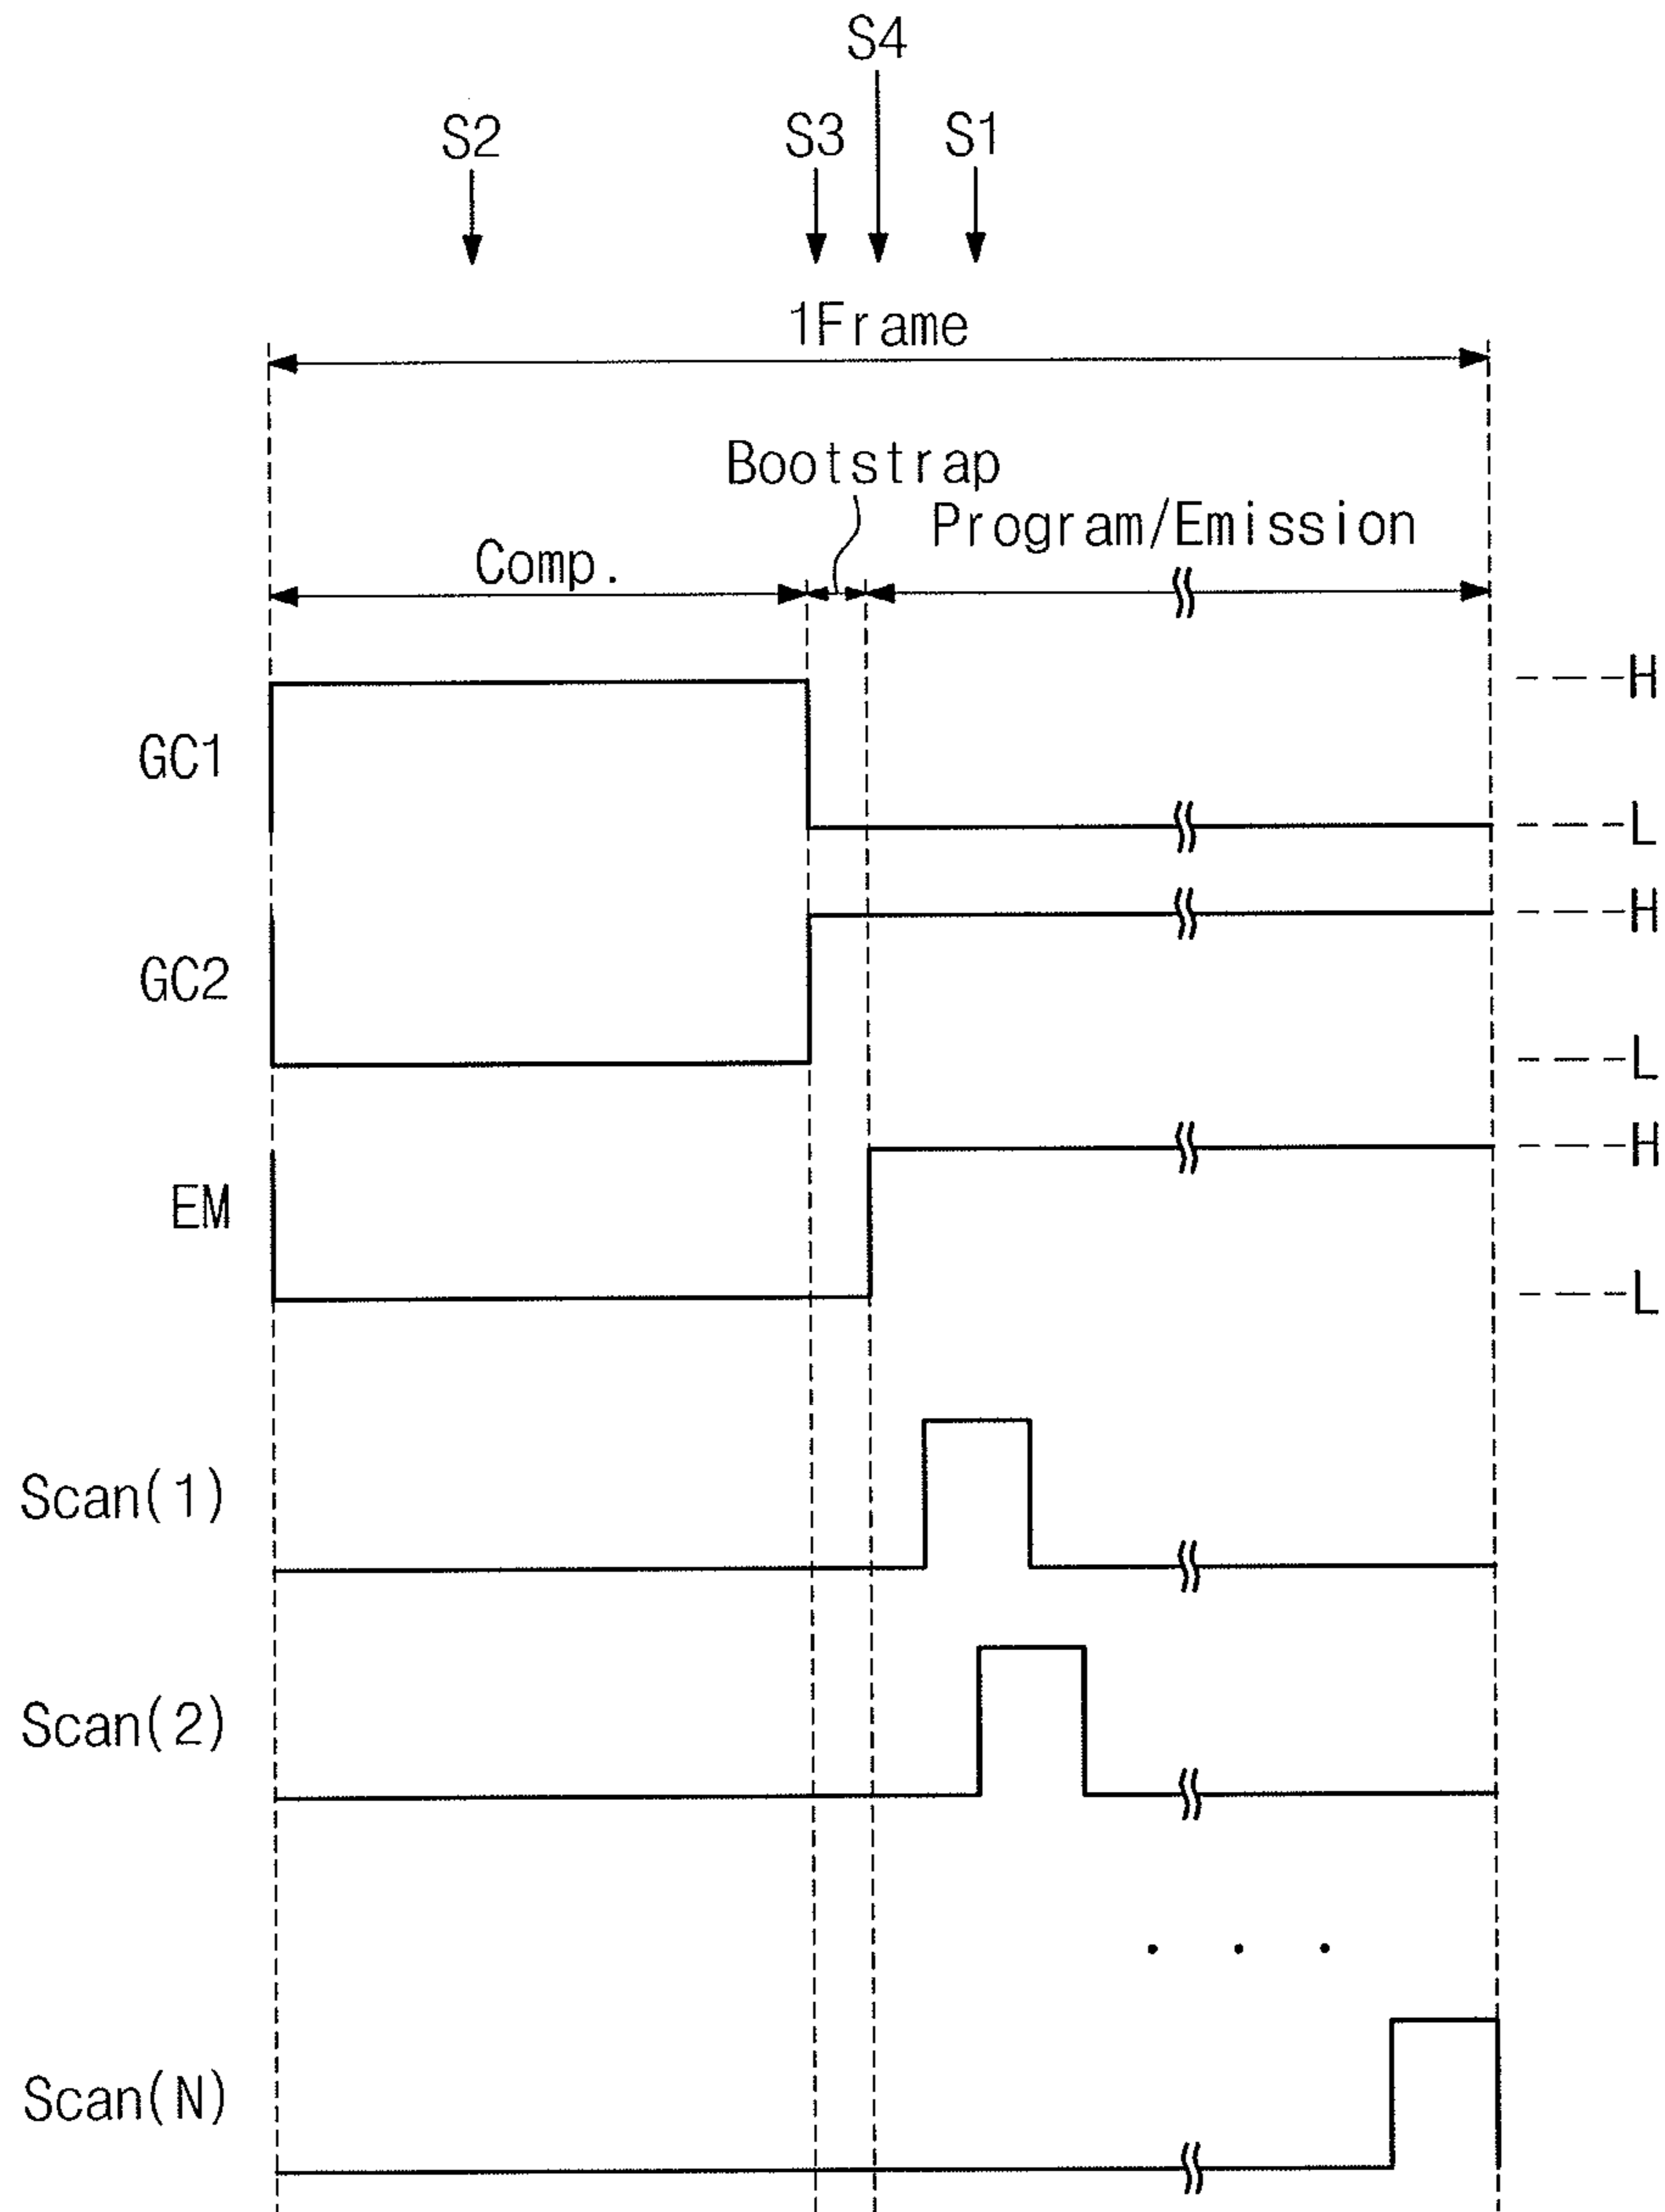 S4
S2 S3 S1
1Frame
Bootstrap
Program/Emission
Comp.
H
GC1
L
H
GC2
L
H
EM
L
Scan(1)
Scan(2)
. . .
Scan(N)